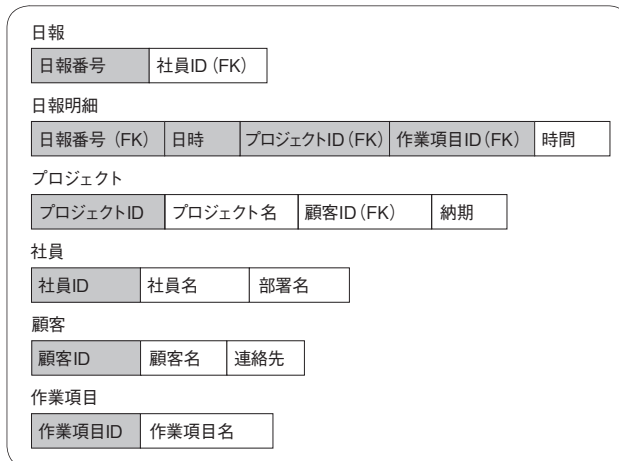 日報
日報番号 社員ID（FK）
日報明細
日報番号（FK） 日時 プロジェクトID（FK） 作業項目ID（FK） 時間
プロジェクト
プロジェクトID プロジェクト名 顧客ID（FK） 納期
社員
社員ID 社員名 部署名
顧客
顧客ID 顧客名 連絡先
作業項目
作業項目ID 作業項目名